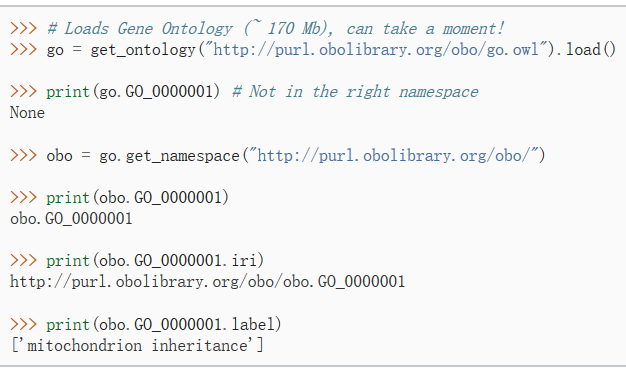 >>> # Loads Gene Ontology (~ 170 Mb), can take a moment!
>>> go = get_ontology("http://purl.obolibrary.org/obo/go.owl").load()
>>> print(go.GO_0000001) # Not in the right namespace
None
>>> obo = go.get_namespace("http://purl.obolibrary.org/obo/")
>>> print(obo.GO_0000001)
obo.GO_0000001
>>> print(obo.GO_0000001.iri)
http://purl.obolibrary.org/obo/obo.GO_0000001
>>> print(obo.GO_0000001.label)
['mitochondrion inheritance']